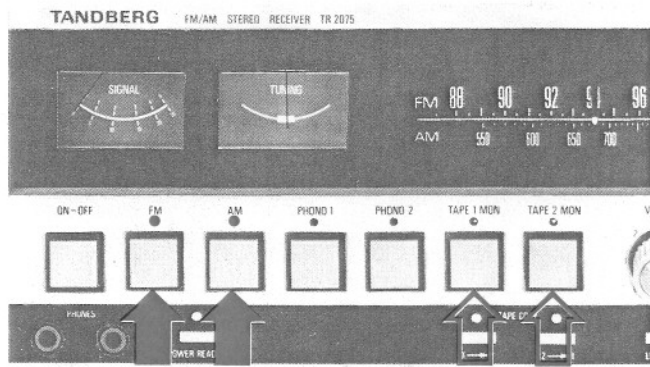 TANDBERG FM/AM STEREO RECEIVER TR 2075
SIGNAL
TUNING
FM 88 90 92 96
AM 550 600 650 700
ON-OFF FM AM PHONO 1 PHONO 2 TAPE 1 MON TAPE 2 MON
PHONES